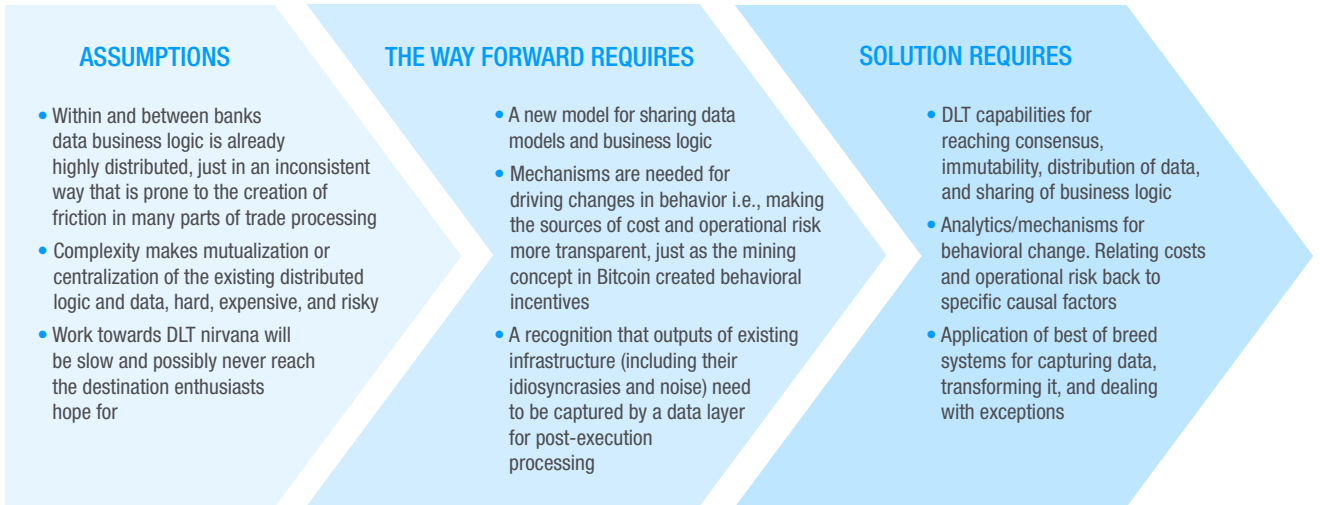 ASSUMPTIONS
• Within and between banks
data business logic is already
highly distributed, just in an inconsistent
way that is prone to the creation of
friction in many parts of trade processing
• Complexity makes mutualization or
centralization of the existing distributed
logic and data, hard, expensive, and risky
• Work towards DLT nirvana will
be slow and possibly never reach
the destination enthusiasts
hope for
THE WAY FORWARD REQUIRES
• A new model for sharing data
models and business logic
• Mechanisms are needed for
driving changes in behavior i.e., making
the sources of cost and operational risk
more transparent, just as the mining
concept in Bitcoin created behavioral
incentives
• A recognition that outputs of existing
infrastructure (including their
idiosyncrasies and noise) need
to be captured by a data layer
for post-execution
processing
SOLUTION REQUIRES
• DLT capabilities for
reaching consensus,
immutability, distribution of data,
and sharing of business logic
• Analytics/mechanisms for
behavioral change. Relating costs
and operational risk back to
specific causal factors
• Application of best of breed
systems for capturing data,
transforming it, and dealing
with exceptions